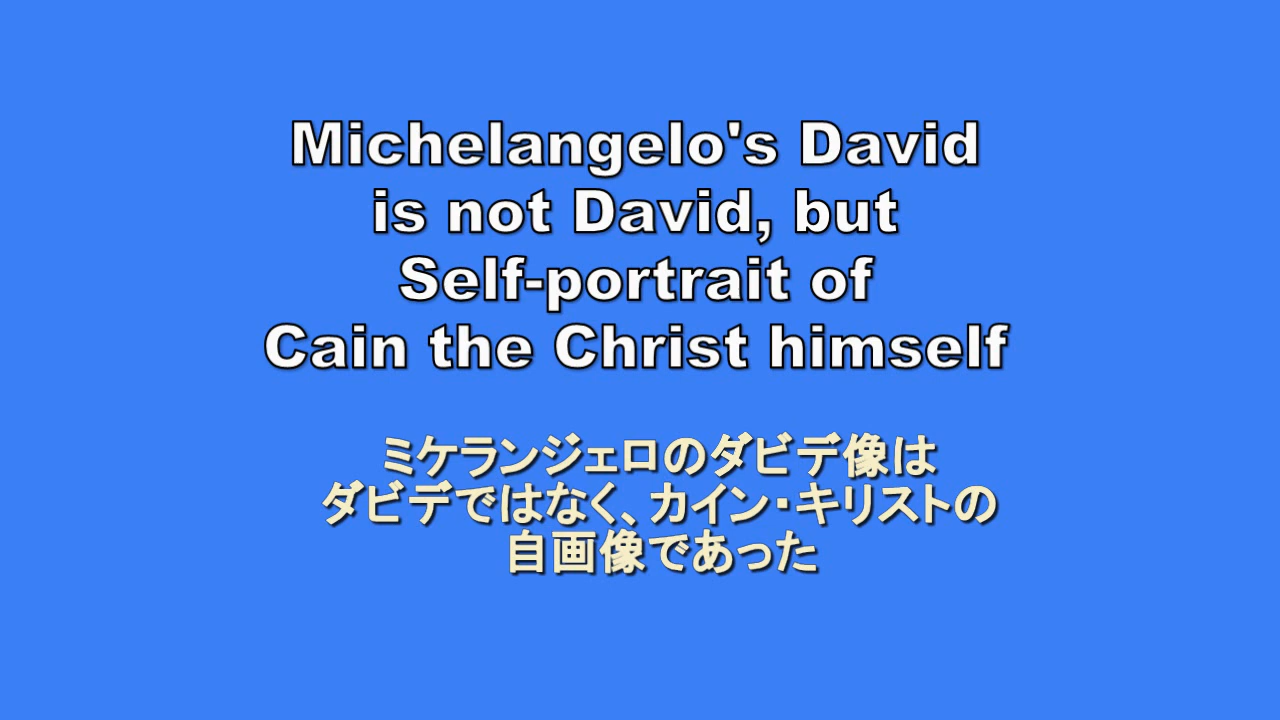 Michelangelo's David
is not David, but
Self-portrait of
Cain the Christ himself
ミケランジェロのダビデ像は
ダビデではなく、カイン・キリストの
自画像であった